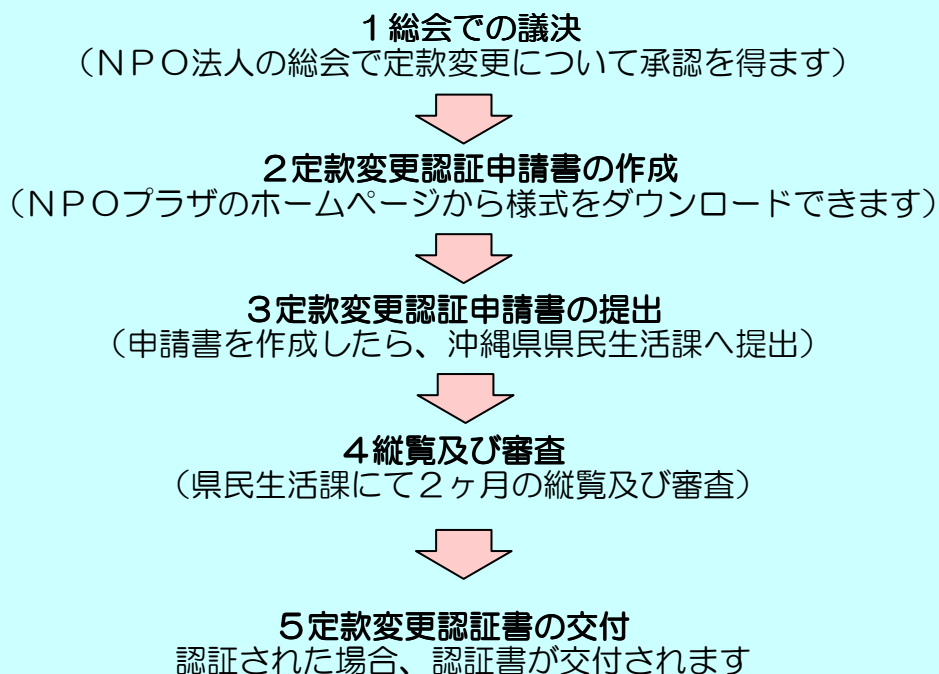 １総会での議決
（ＮＰＯ法人の総会で定款変更について承認を得ます）
２定款変更認証申請書の作成
（ＮＰＯプラザのホームページから様式をダウンロードできます）
３定款変更認証申請書の提出
（申請書を作成したら、沖縄県県民生活課へ提出）
４縦覧及び審査
（県民生活課にて２ヶ月の縦覧及び審査）
５定款変更認証書の交付
認証された場合、認証書が交付されます